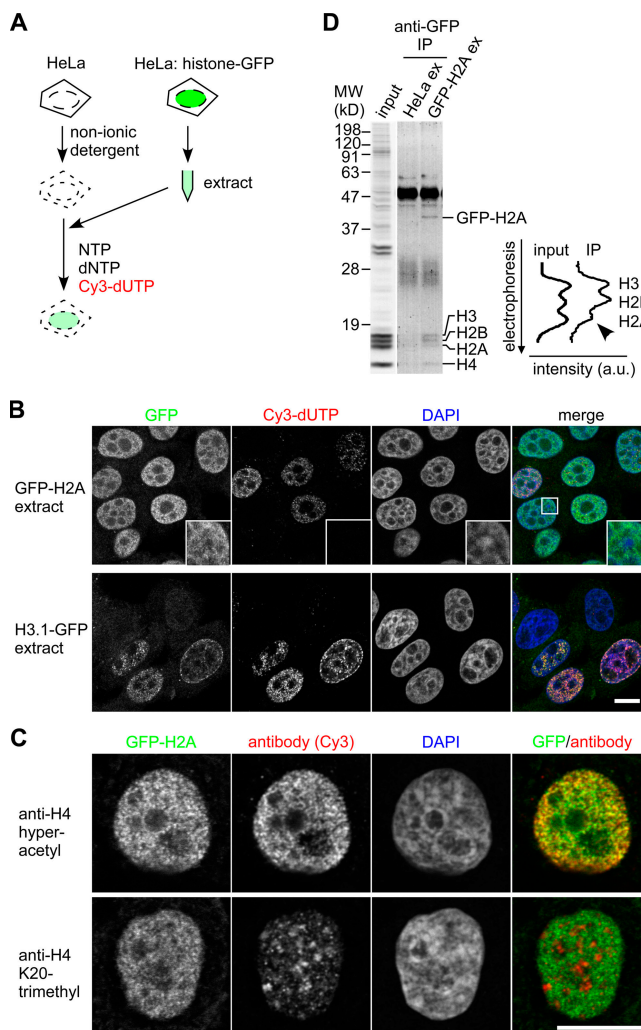 A
HeLa
HeLa: histone-GFP
non-ionic
detergent
extract
NTP
dNTP
Cy3-dUTP
D
anti-GFP
IP
MW
(kD)
input
HeLa ex
GFP-H2A ex
198
120
91
63
47
37
28
19
GFP-H2A
H3
H2B
H2A
H4
input
IP
electrophoresis
H3
H2B
H2A
intensity (a.u.)
B
GFP
Cy3-dUTP
DAPI
merge
GFP-H2A
extract
H3.1-GFP
extract
C
GFP-H2A
antibody (Cy3)
DAPI
GFP/antibody
anti-H4
hyper-
acetyl
anti-H4
K20-
trimethyl